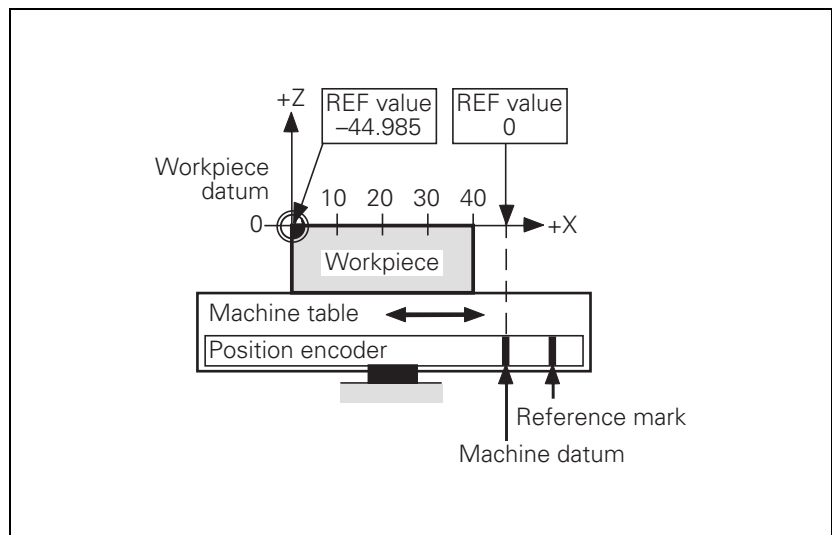 +Z
REF value
–44.985
REF value
0
Workpiece
datum
10 20 30 40
0
+X
Workpiece
Machine table
Position encoder
Reference mark
Machine datum